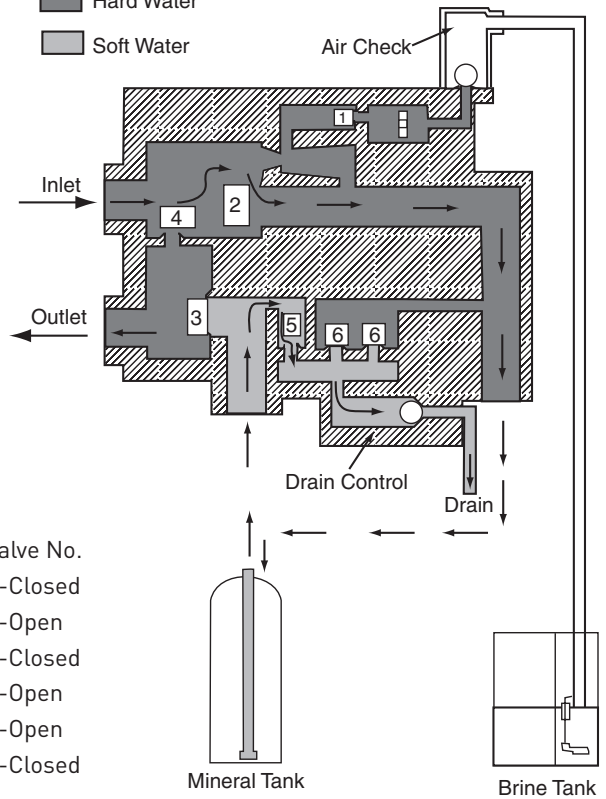 Hard Water
Soft Water
Air Check
1
Inlet
2
4
Outlet
3
5
6
6
Drain Control
Drain
alve No.
-Closed
-Open
-Closed
-Open
-Open
-Closed
Mineral Tank
Brine Tank